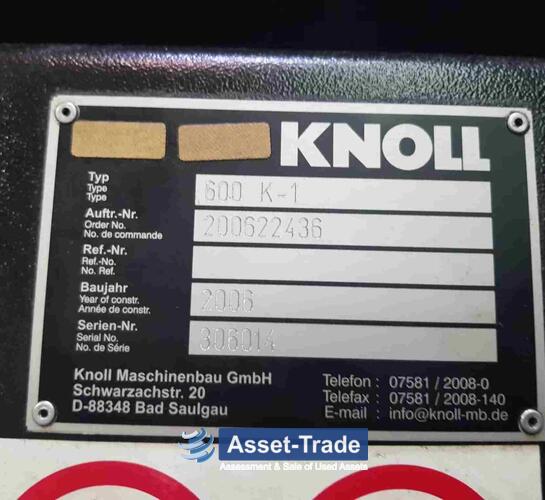 KNOLL
Typ
Type
Type
600 K-1
Auftr.-Nr.
Order No.
No. de commande
200622436
Ref.-Nr.
Ref.-No.
No. Ref.
Baujahr
Year of constr.
Année de constr.
2006
Serien-Nr.
Serial No.
No. de Série
306014
Knoll Maschinenbau GmbH
Schwarzachstr. 20
D-88348 Bad Saulgau
Telefon : 07581 / 2008-0
Telefax : 07581 / 2008-140
E-mail : info@knoll-mb.de
Asset-Trade
Assessment & Sale of Used Assets